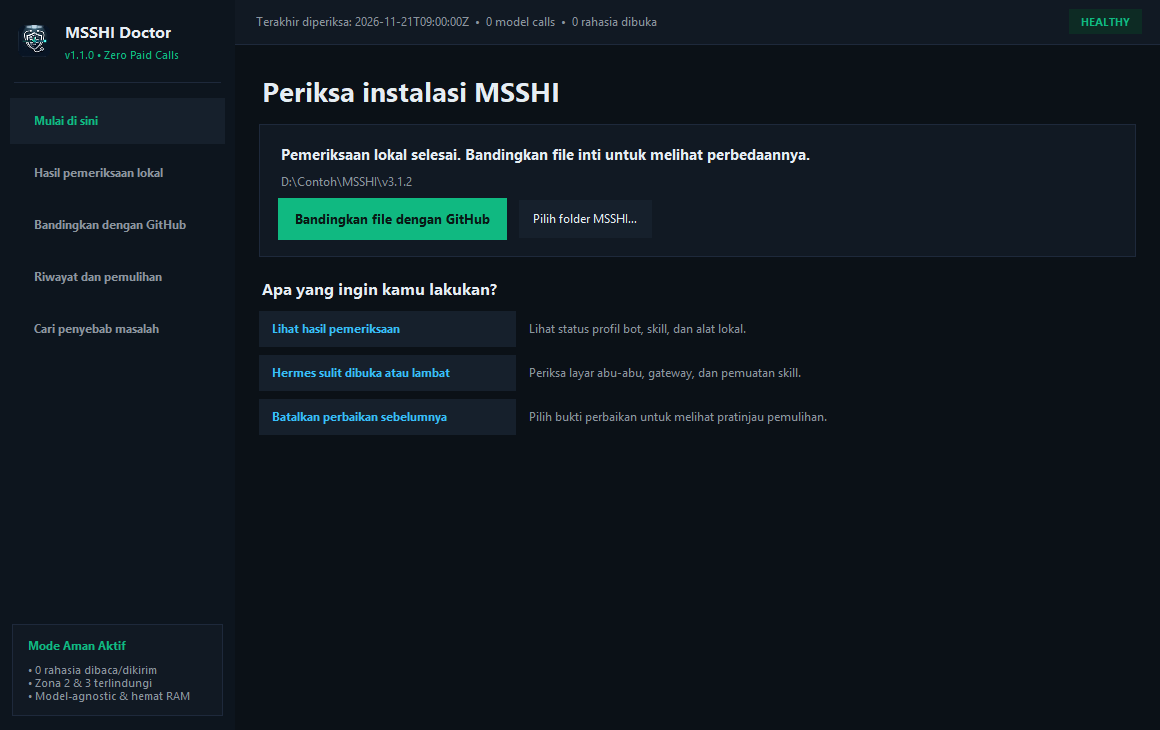 MSSHI Doctor
v1.1.0 • Zero Paid Calls
Mulai di sini
Hasil pemeriksaan lokal
Bandingkan dengan GitHub
Riwayat dan pemulihan
Cari penyebab masalah
Mode Aman Aktif
• 0 rahasia dibaca/dikirim
• Zona 2 & 3 terlindungi
• Model-agnostic & hemat RAM
Terakhir diperiksa: 2026-11-21T09:00:00Z • 0 model calls • 0 rahasia dibuka
HEALTHY
Periksa instalasi MSSHI
Pemeriksaan lokal selesai. Bandingkan file inti untuk melihat perbedaannya.
D:\Contoh\MSSHI\v3.1.2
Bandingkan file dengan GitHub
Pilih folder MSSHI...
Apa yang ingin kamu lakukan?
Lihat hasil pemeriksaan
Lihat status profil bot, skill, dan alat lokal.
Hermes sulit dibuka atau lambat
Periksa layar abu-abu, gateway, dan pemuatan skill.
Batalkan perbaikan sebelumnya
Pilih bukti perbaikan untuk melihat pratinjau pemulihan.